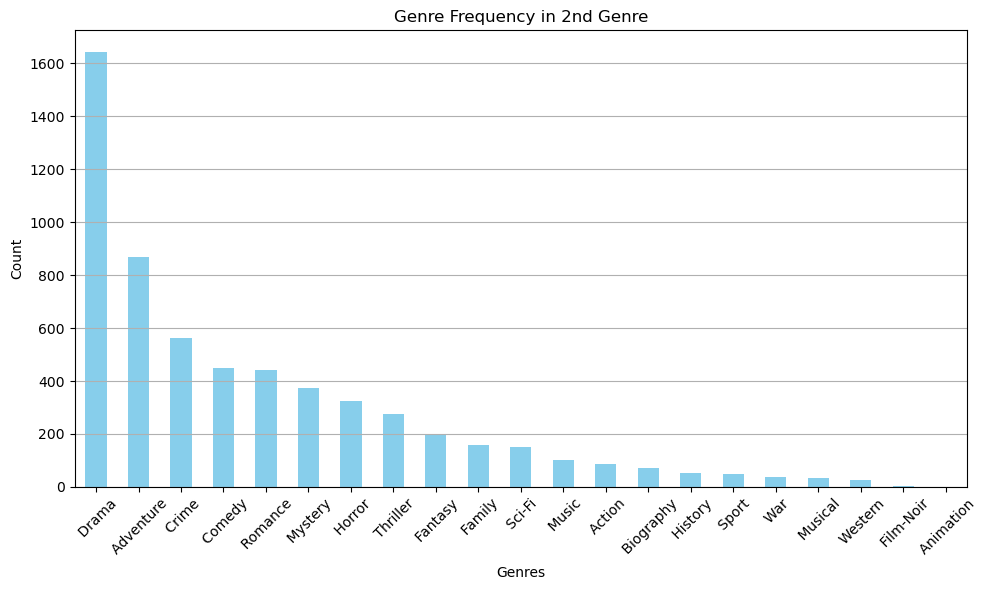 Genre Frequency in 2nd Genre
1600
1400
1200
1000
800
600
400
200
0
Count
Drama
Adventure
Crime
Comedy
Romance
Mystery
Horror
Thriller
Fantasy
Family
Sci-Fi
Music
Action
Biography
History
Sport
War
Musical
Western
Film-Noir
Animation
Genres